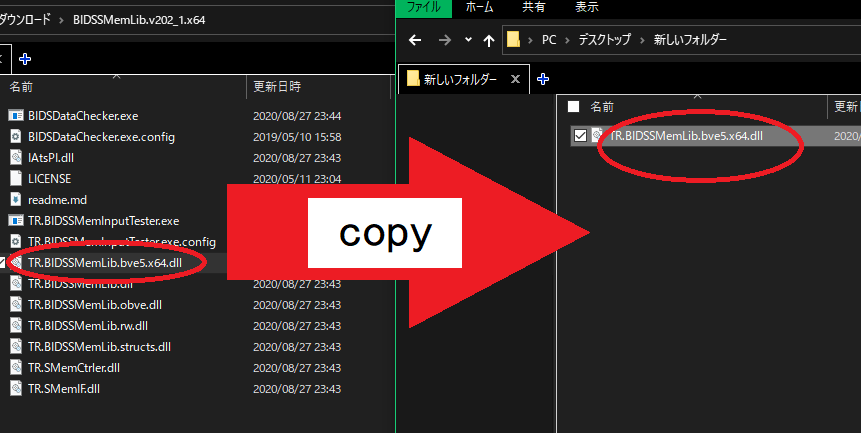 ダウンロード › BIDSSMemLib.v202_1.x64
名前 更新日時
BIDSDataChecker.exe 2020/08/27 23:44
BIDSDataChecker.exe.config 2019/05/10 15:58
IAtsPI.dll 2020/08/27 23:43
LICENSE 2020/05/11 23:04
readme.md
TR.BIDSSMemInputTester.exe
TR.BIDSSMemInputTester.exe.config
TR.BIDSSMemLib.bve5.x64.dll
TR.BIDSSMemLib.dll 2020/08/27 23:43
TR.BIDSSMemLib.obve.dll 2020/08/27 23:43
TR.BIDSSMemLib.rw.dll 2020/08/27 23:43
TR.BIDSSMemLib.structs.dll 2020/08/27 23:43
TR.SMemCtrler.dll 2020/08/27 23:43
TR.SMemIF.dll 2020/08/27 23:43
copy
ファイル ホーム 共有 表示
PC › デスクトップ › 新しいフォルダー
新しいフォルダー
名前 更新日
TR.BIDSSMemLib.bve5.x64.dll 2020/